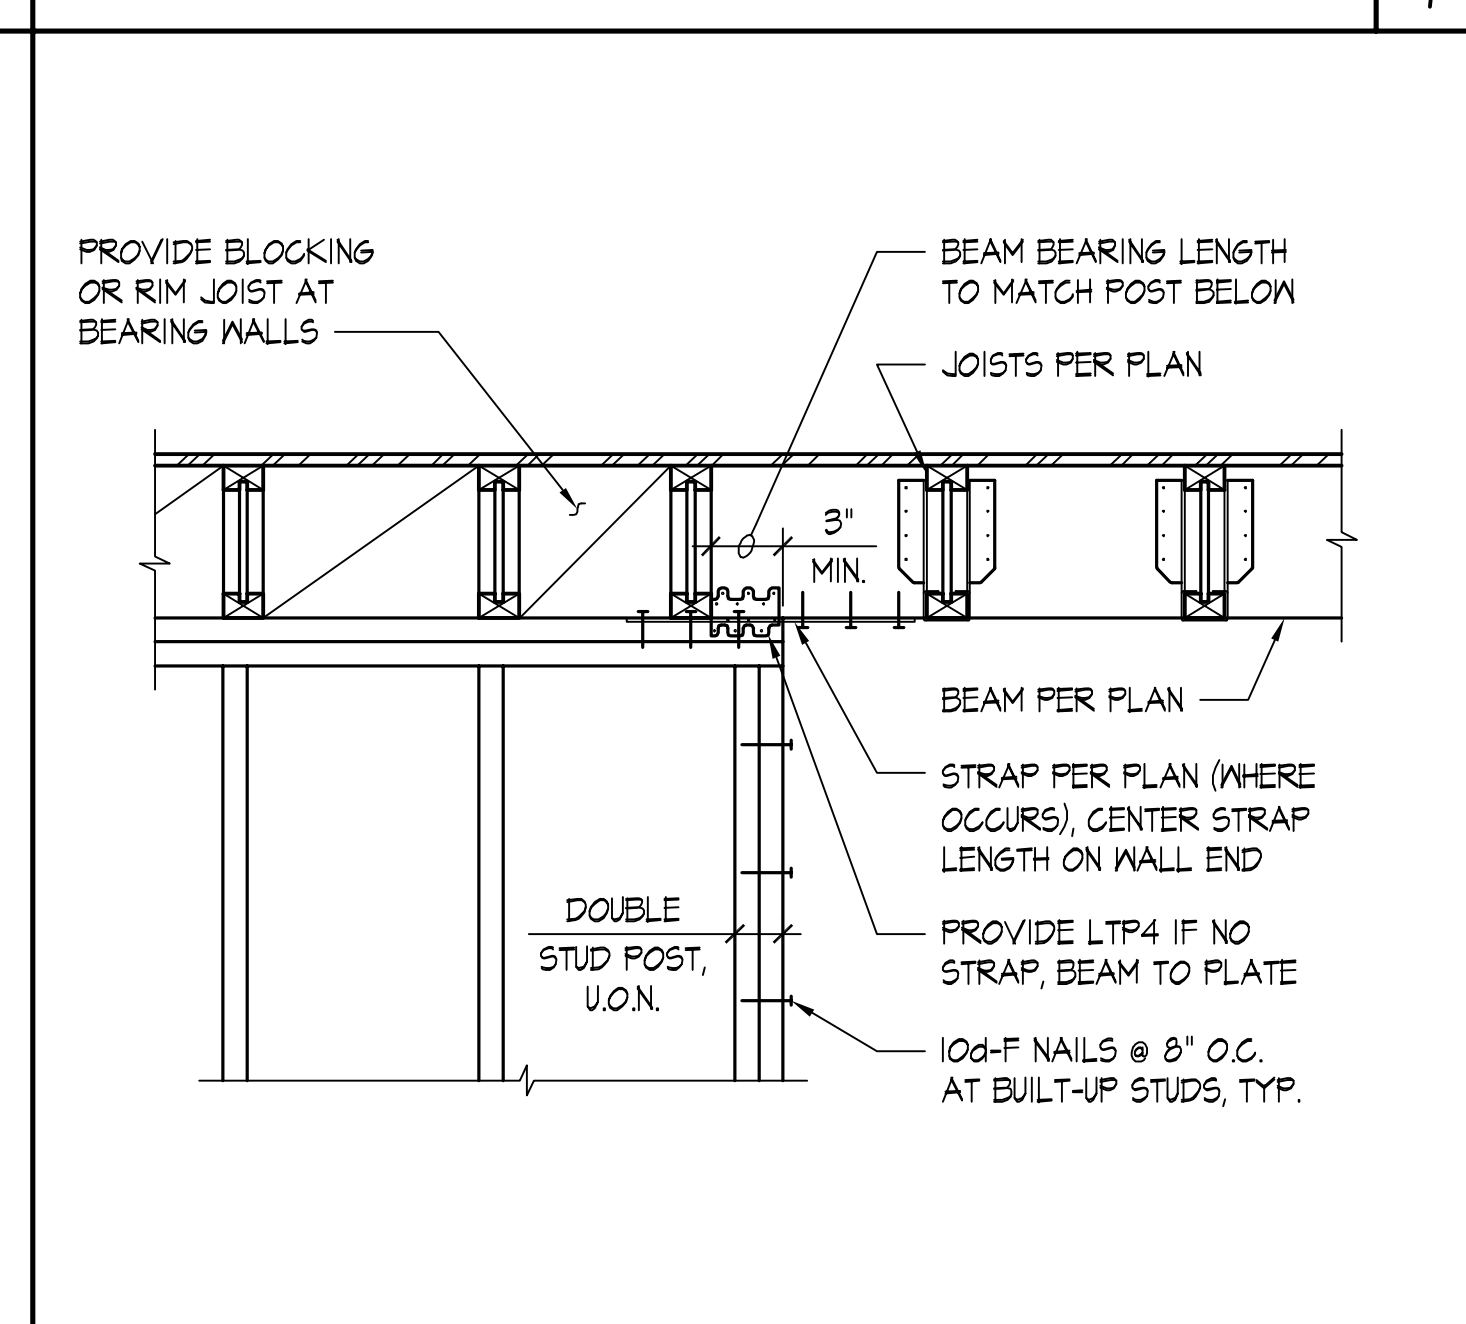 PROVIDE BLOCKING
OR RIM JOIST AT
BEARING WALLS
BEAM BEARING LENGTH
TO MATCH POST BELOW
JOISTS PER PLAN
3"
MIN.
BEAM PER PLAN
STRAP PER PLAN (WHERE
OCCURS), CENTER STRAP
LENGTH ON WALL END
DOUBLE
STUD POST,
U.O.N.
PROVIDE LTP4 IF NO
STRAP, BEAM TO PLATE
10d-F NAILS @ 8" O.C.
AT BUILT-UP STUDS, TYP.